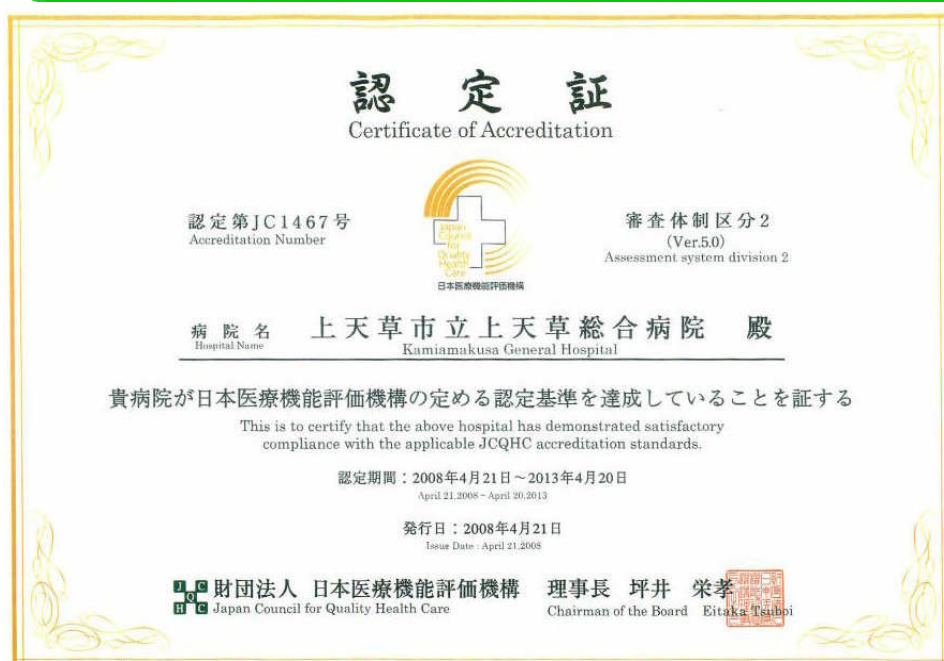 認定証
Certificate of Accreditation
認定第JC1467号
Accreditation Number
Japan
Council
for
Quality
Health
Care
日本医療機能評価機構
審査体制区分2
(Ver.5.0)
Assessment system division 2
病院名 上天草市立上天草総合病院 殿
Hospital Name Kamiamakusa General Hospital
貴病院が日本医療機能評価機構の定める認定基準を達成していることを証する
This is to certify that the above hospital has demonstrated satisfactory
compliance with the applicable JCQHC accreditation standards.
認定期間：2008年4月21日～2013年4月20日
April 21,2008 ~ April 20,2013
発行日：2008年4月21日
Issue Date : April 21,2008
JCQHC 財団法人 日本医療機能評価機構 理事長 坪井 栄孝
Japan Council for Quality Health Care Chairman of the Board Eitaka Tsuboi